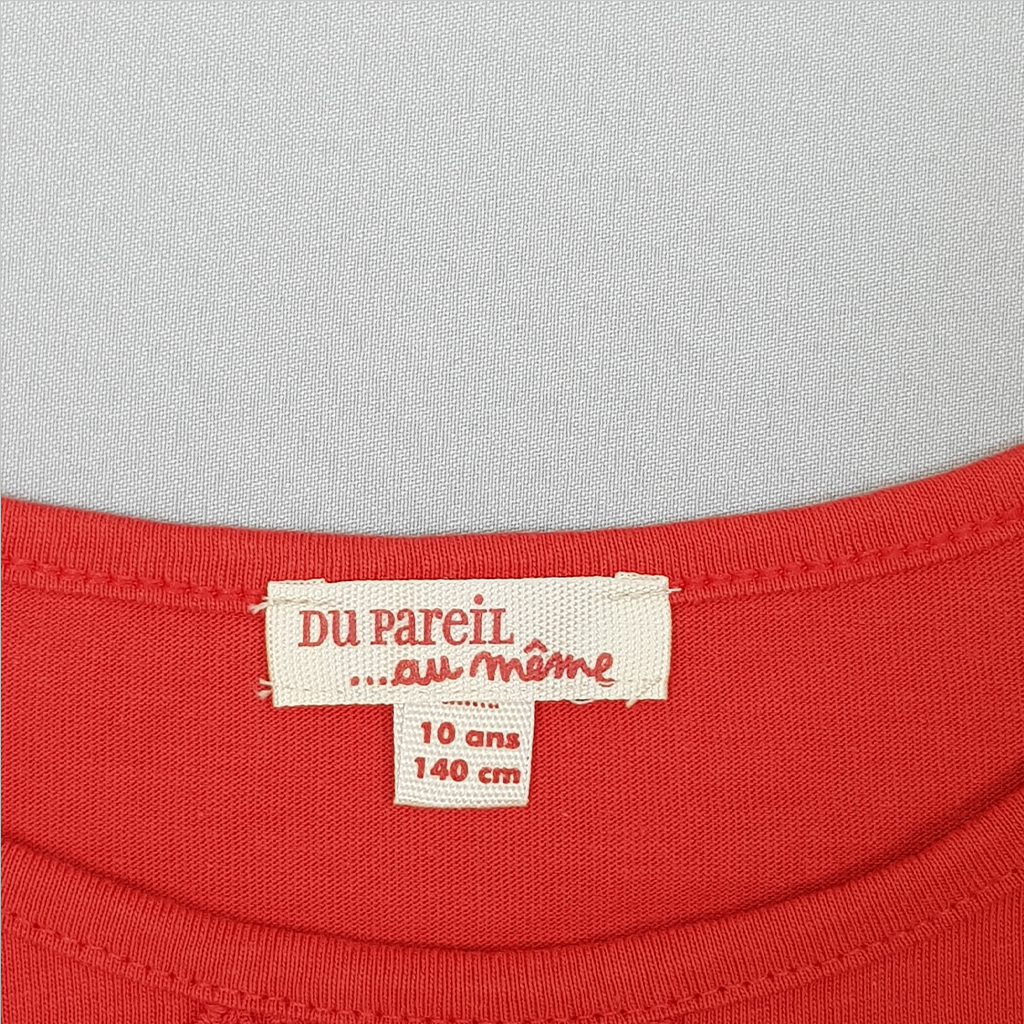 DU PAREIL
...au même
10 ans
140 cm